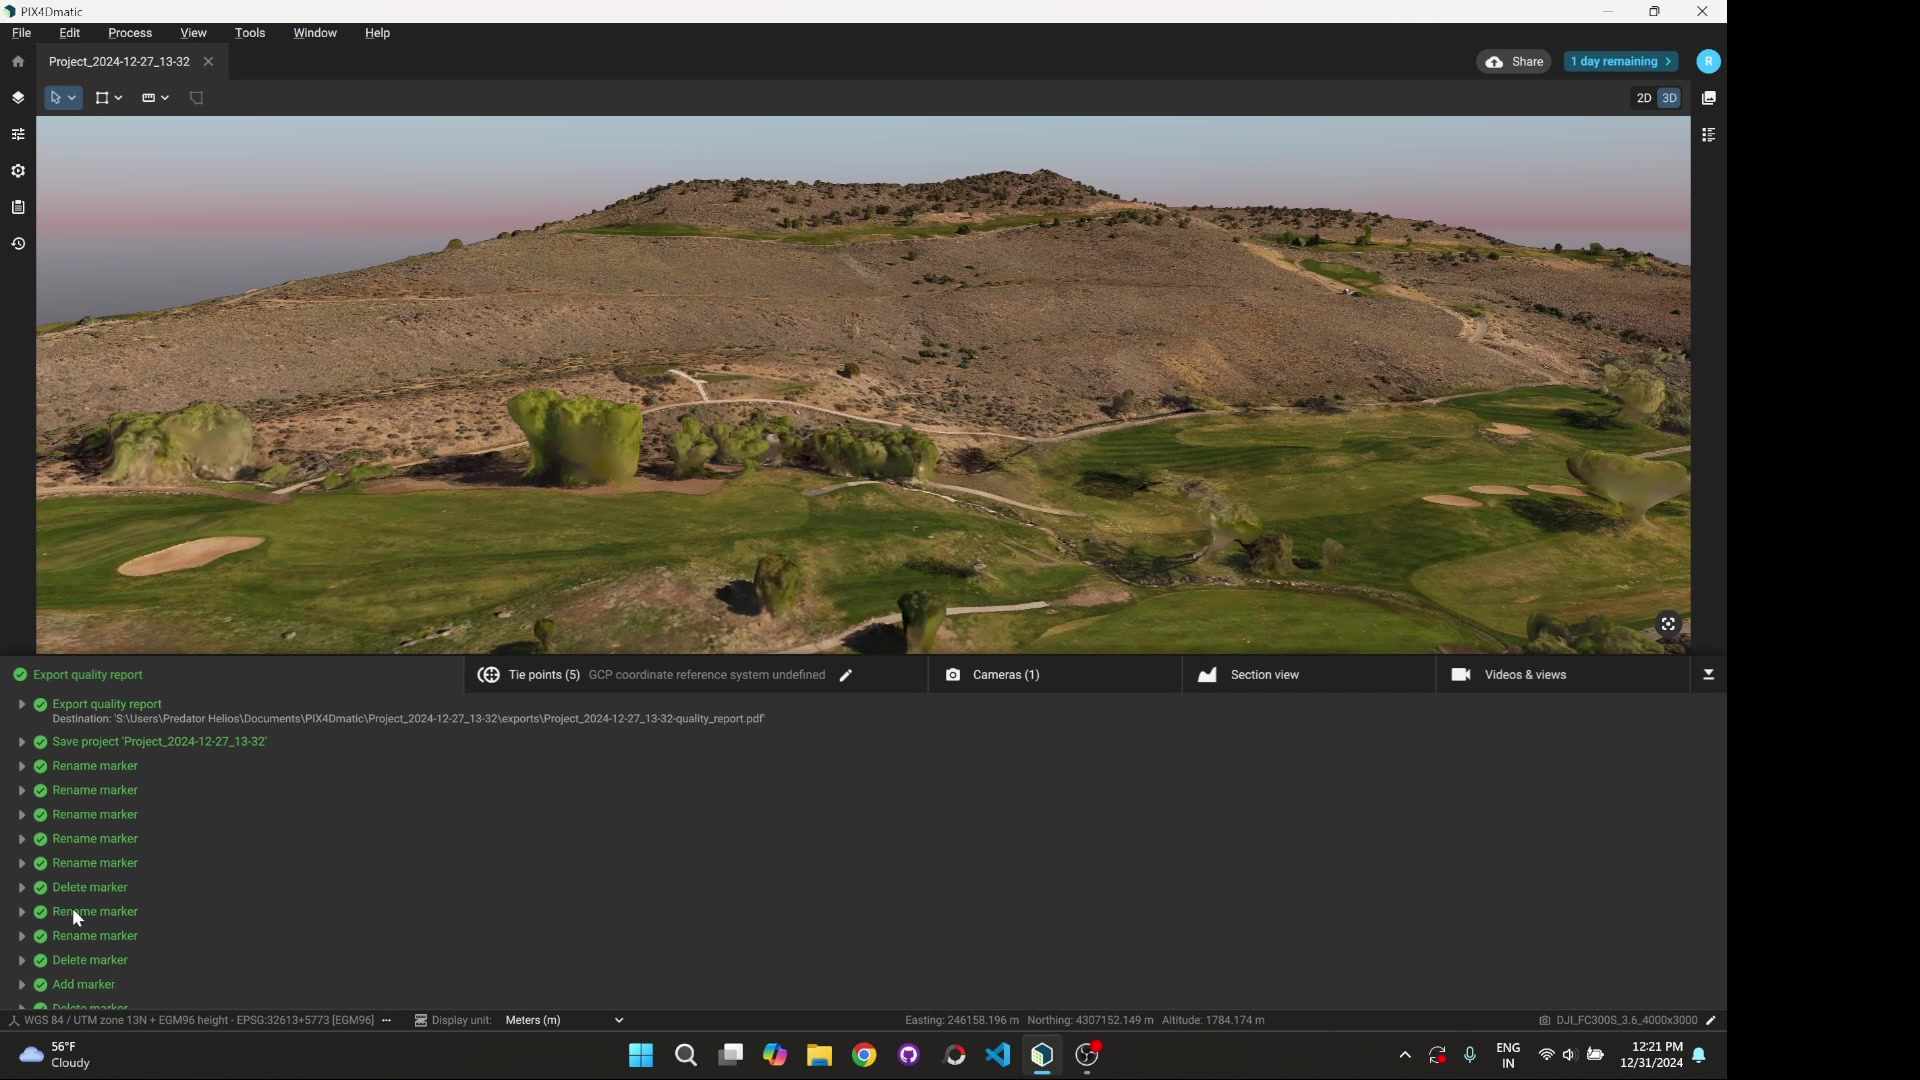 PIX4Dmatic
File Edit Process View Tools Window Help
Project_2024-12-27_13-32
Share
1 day remaining
R
2D 3D
Export quality report
Tie points (5) GCP coordinate reference system undefined
Cameras (1)
Section view
Videos & views
Export quality report
Destination: 'S:\Users\Predator Helios\Documents\PIX4Dmatic\Project_2024-12-27_13-32\exports\Project_2024-12-27_13-32-quality_report.pdf'
Save project 'Project_2024-12-27_13-32'
Rename marker
Rename marker
Rename marker
Rename marker
Rename marker
Delete marker
Rename marker
Rename marker
Delete marker
Add marker
Delete marker
WGS 84 / UTM zone 13N + EGM96 height - EPSG:32613+5773 [EGM96] ···
Display unit: Meters (m)
Easting: 246158.196 m Northing: 4307152.149 m Altitude: 1784.174 m
DJI_FC300S_3.6_4000x3000
56°F
Cloudy
ENG
IN
12:21 PM
12/31/2024